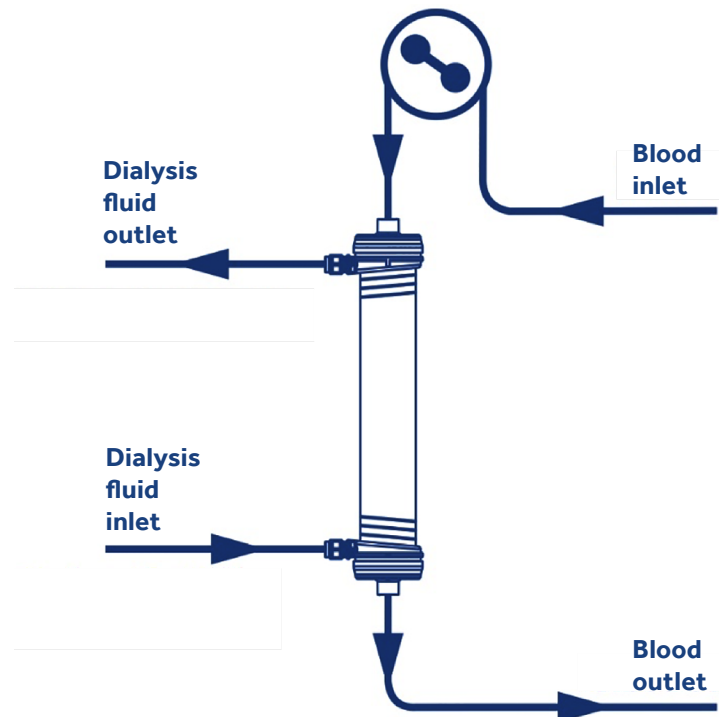 Blood
inlet
Dialysis
fluid
outlet
Dialysis
fluid
inlet
Blood
outlet